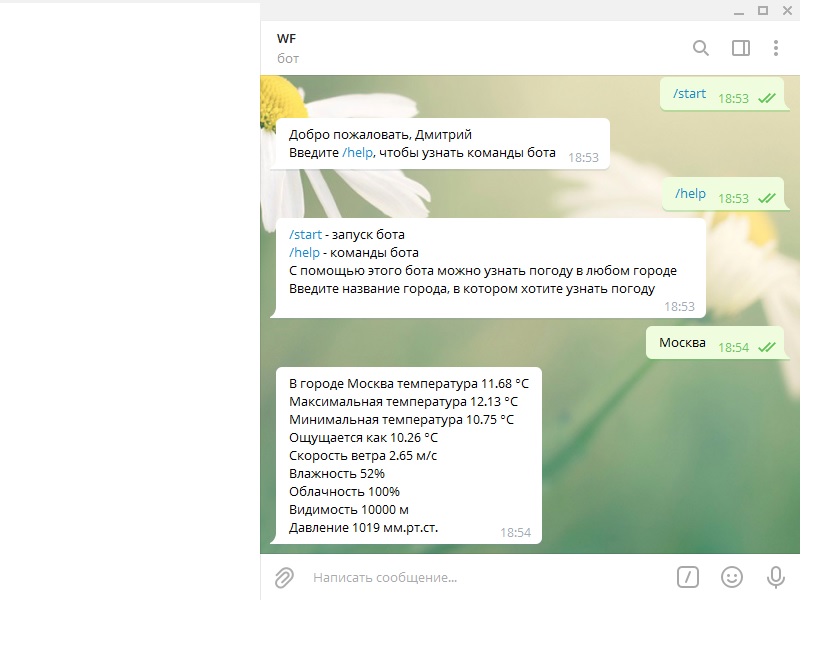 WF
бот
/start 18:53
Добро пожаловать, Дмитрий
Введите /help, чтобы узнать команды бота 18:53
/help 18:53
/start - запуск бота
/help - команды бота
С помощью этого бота можно узнать погоду в любом городе
Введите название города, в котором хотите узнать погоду
18:53
Москва 18:54
В городе Москва температура 11.68 °C
Максимальная температура 12.13 °C
Минимальная температура 10.75 °C
Ощущается как 10.26 °C
Скорость ветра 2.65 м/с
Влажность 52%
Облачность 100%
Видимость 10000 м
Давление 1019 мм.рт.ст. 18:54
Написать сообщение...